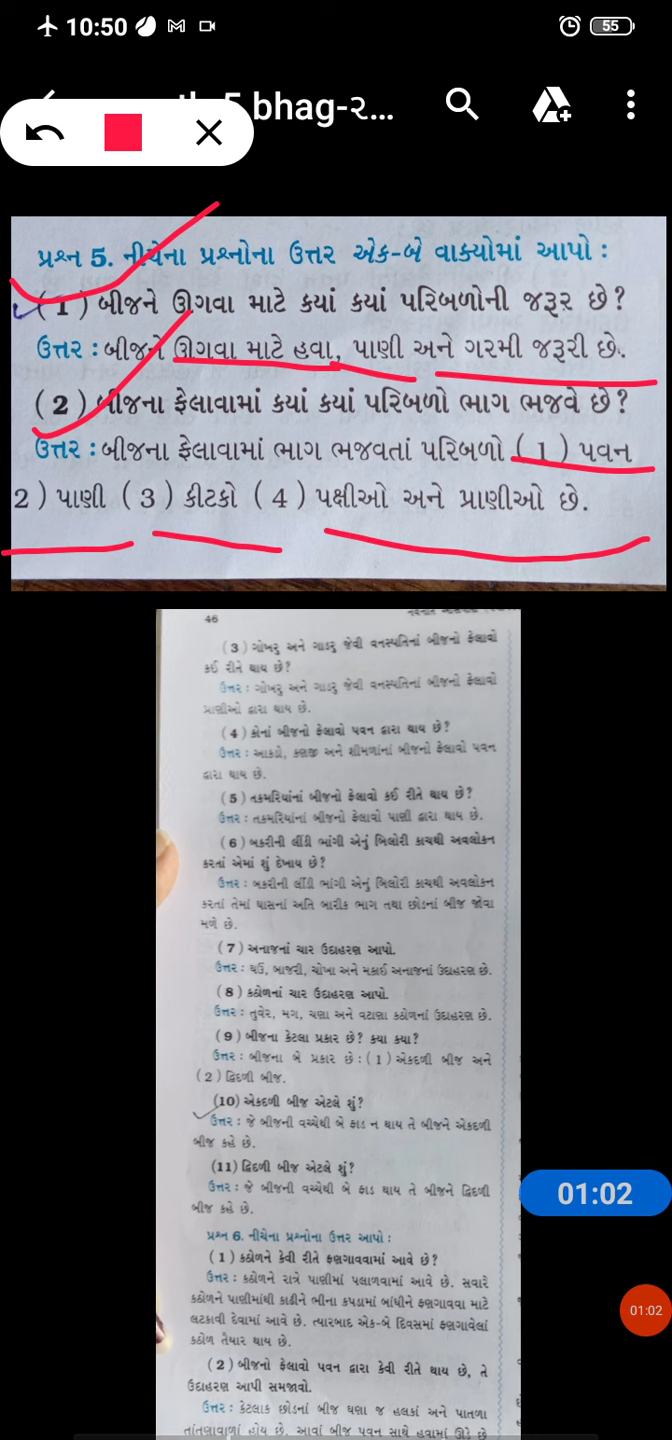 10:50
55
bhag-૨...
પ્રશ્ન 5. નીચેના પ્રશ્નોના ઉત્તર એક-બે વાક્યોમાં આપો :
(1) બીજને ઊગવા માટે કયાં કયાં પરિબળોની જરૂર છે?
ઉત્તર : બીજને ઊગવા માટે હવા, પાણી અને ગરમી જરૂરી છે.
(2) બીજના ફેલાવામાં કયાં કયાં પરિબળો ભાગ ભજવે છે?
ઉત્તર : બીજના ફેલાવામાં ભાગ ભજવતાં પરિબળો (1) પવન
2) પાણી (3) કીટકો (4) પક્ષીઓ અને પ્રાણીઓ છે.
46
(3) ગોખરુ અને ગાડરુ જેવી વનસ્પતિનાં બીજનો ફેલાવો
કઈ રીતે થાય છે?
ઉત્તર : ગોખરુ અને ગાડરુ જેવી વનસ્પતિનાં બીજનો ફેલાવો
પ્રાણીઓ દ્વારા થાય છે.
(4) કોનાં બીજનો ફેલાવો પવન દ્વારા થાય છે?
ઉત્તર : આકડો, કણજી અને શીમળાંનાં બીજનો ફેલાવો પવન
દ્વારા થાય છે.
(5) તકમરિયાંનાં બીજનો ફેલાવો કઈ રીતે થાય છે?
ઉત્તર : તકમરિયાંનાં બીજનો ફેલાવો પાણી દ્વારા થાય છે.
(6) બકરીની લીંડી ભાંગી એનું બિલોરી કાચથી અવલોકન
કરતાં એમાં શું દેખાય છે?
ઉત્તર : બકરીની લીંડી ભાંગી એનું બિલોરી કાચથી અવલોકન
કરતાં તેમાં ઘાસનાં અતિ બારીક ભાગ તથા છોડનાં બીજ જોવા
મળે છે.
(7) અનાજનાં ચાર ઉદાહરણ આપો.
ઉત્તર : ઘઉં, બાજરી, ચોખા અને મકાઈ અનાજનાં ઉદાહરણ છે.
(8) કઠોળનાં ચાર ઉદાહરણ આપો.
ઉત્તર : તુવેર, મગ, ચણા અને વટાણા કઠોળનાં ઉદાહરણ છે.
(9) બીજના કેટલા પ્રકાર છે? કયા કયા?
ઉત્તર : બીજના બે પ્રકાર છે : (1) એકદળી બીજ અને
(2) દ્વિદળી બીજ.
(10) એકદળી બીજ એટલે શું?
ઉત્તર : જે બીજની વચ્ચેથી બે ફાડ ન થાય તે બીજને એકદળી
બીજ કહે છે.
(11) દ્વિદળી બીજ એટલે શું?
ઉત્તર : જે બીજની વચ્ચેથી બે ફાડ થાય તે બીજને દ્વિદળી
બીજ કહે છે.
પ્રશ્ન 6. નીચેના પ્રશ્નોના ઉત્તર આપો :
(1) કઠોળને કેવી રીતે ફણગાવવામાં આવે છે?
ઉત્તર : કઠોળને રાત્રે પાણીમાં પલાળવામાં આવે છે. સવારે
કઠોળને પાણીમાંથી કાઢીને ભીના કપડામાં બાંધીને ફણગાવવા માટે
લટકાવી દેવામાં આવે છે. ત્યારબાદ એક-બે દિવસમાં ફણગાવેલાં
કઠોળ તૈયાર થાય છે.
(2) બીજનો ફેલાવો પવન દ્વારા કેવી રીતે થાય છે, તે
ઉદાહરણ આપી સમજાવો.
ઉત્તર : કેટલાક છોડનાં બીજ ઘણા જ હલકાં અને પાતળા
તાંતણાવાળાં હોય છે. આવાં બીજ પવન સાથે હવામાં ઊડે છે
01:02
01:02